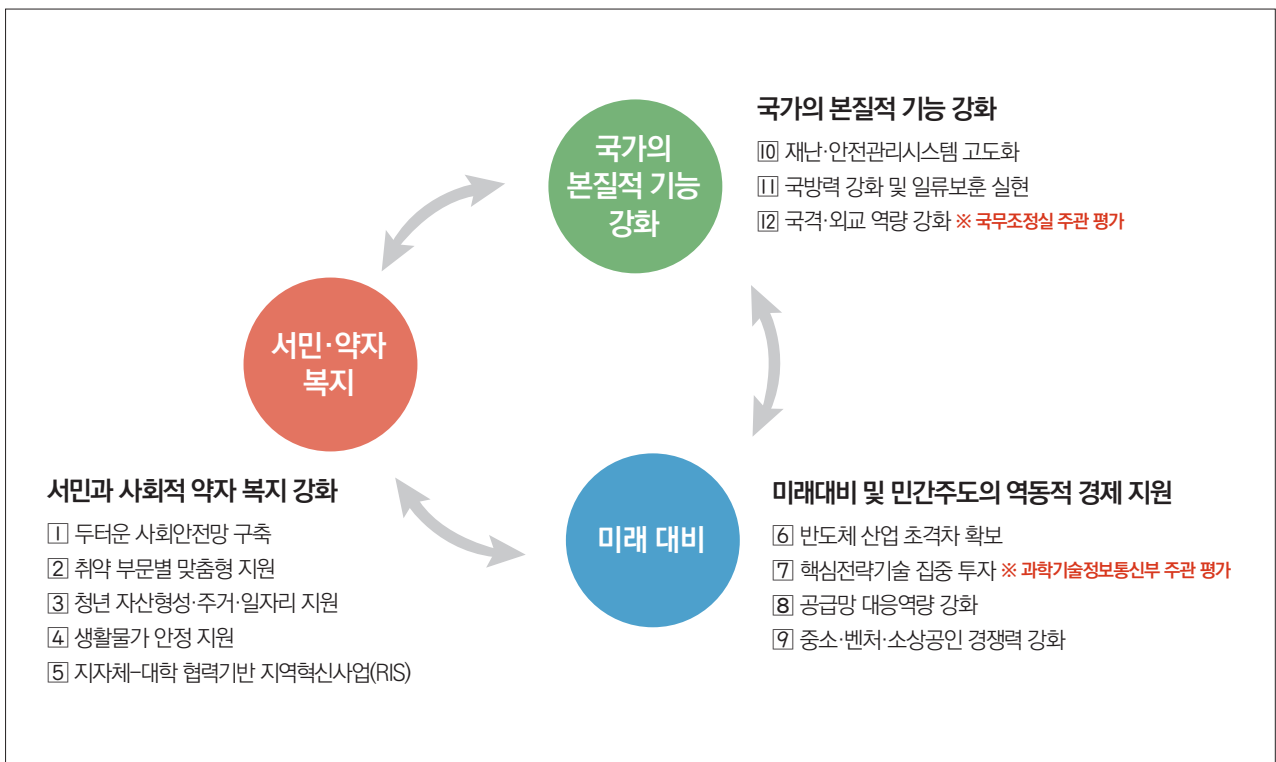 국가의
본질적 기능
강화
국가의 본질적 기능 강화
10 재난·안전관리시스템 고도화
11 국방력 강화 및 일류보훈 실현
12 국격·외교 역량 강화 ※ 국무조정실 주관 평가
서민·약자
복지
서민과 사회적 약자 복지 강화
1 두터운 사회안전망 구축
2 취약 부문별 맞춤형 지원
3 청년 자산형성·주거·일자리 지원
4 생활물가 안정 지원
5 지자체-대학 협력기반 지역혁신사업(RIS)
미래 대비
미래대비 및 민간주도의 역동적 경제 지원
6 반도체 산업 초격차 확보
7 핵심전략기술 집중 투자 ※ 과학기술정보통신부 주관 평가
8 공급망 대응역량 강화
9 중소·벤처·소상공인 경쟁력 강화